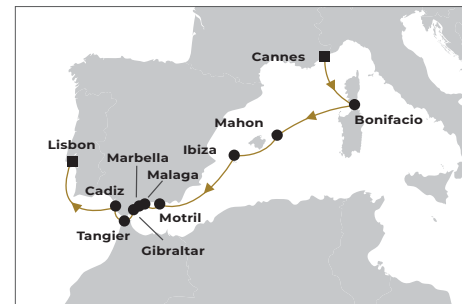 Cannes
Bonifacio
Mahon
Ibiza
Lisbon
Marbella
Malaga
Cadiz
Motril
Tangier
Gibraltar